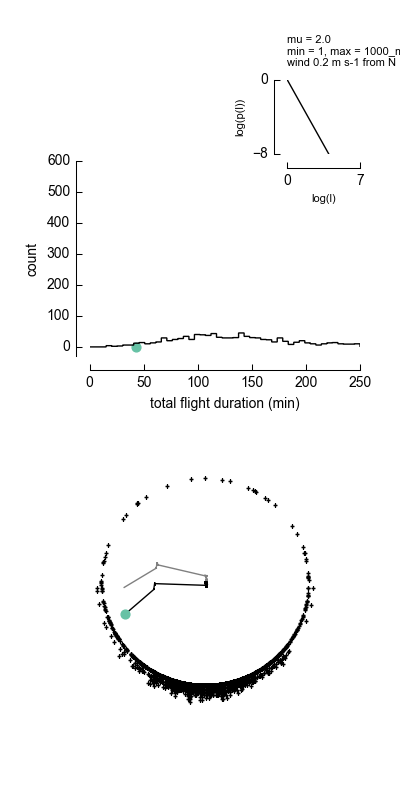 mu = 2.0
min = 1, max = 1000_m
wind 0.2 m s-1 from N
0
log(p(l))
−8
0
7
log(l)
600
500
400
300
200
100
0
count
0
50
100
150
200
250
total flight duration (min)